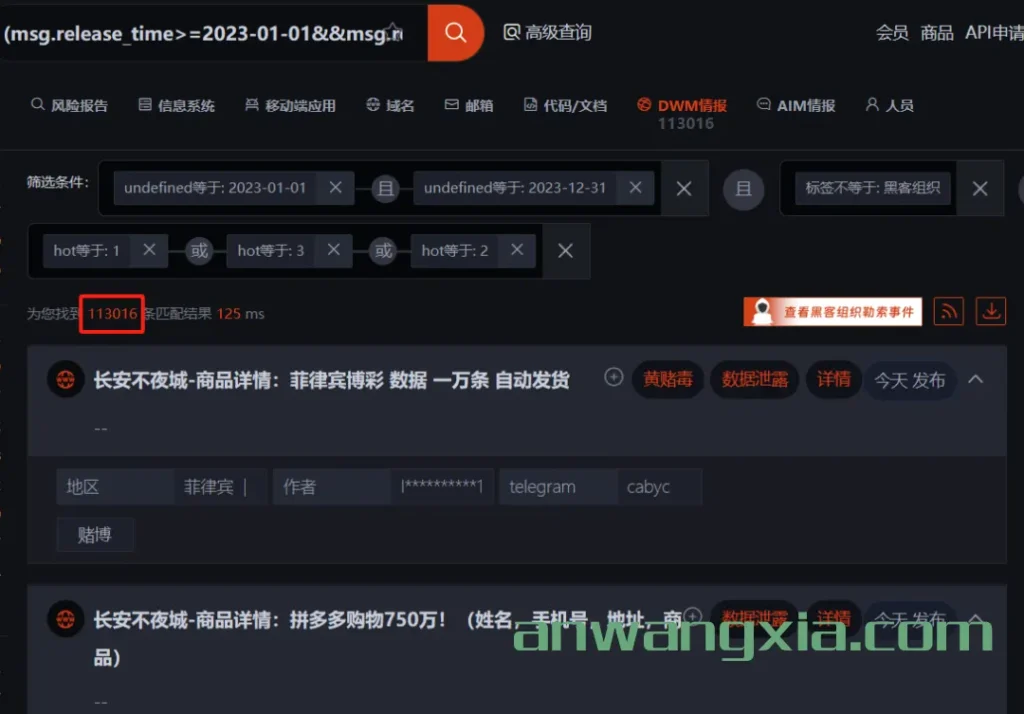 (msg.release_time>=2023-01-01&&msg.r
高级查询
会员 商品 API申请
风险报告 信息系统 移动端应用 域名 邮箱 代码/文档 DWM情报 AIM情报 人员
113016
筛选条件: undefined等于: 2023-01-01 且 undefined等于: 2023-12-31 且 标签不等于: 黑客组织
hot等于: 1 或 hot等于: 3 或 hot等于: 2
为您找到 113016 条匹配结果 125 ms
查看黑客组织勒索事件
长安不夜城-商品详情：菲律宾博彩 数据 一万条 自动发货 黄赌毒 数据泄露 详情 今天 发布
--
地区 菲律宾 | 作者 l**********1 telegram cabyc
赌博
长安不夜城-商品详情：拼多多购物750万！（姓名，手机号，地址，商 数据泄露 详情 今天 发布
品）
--
anwangxia.com